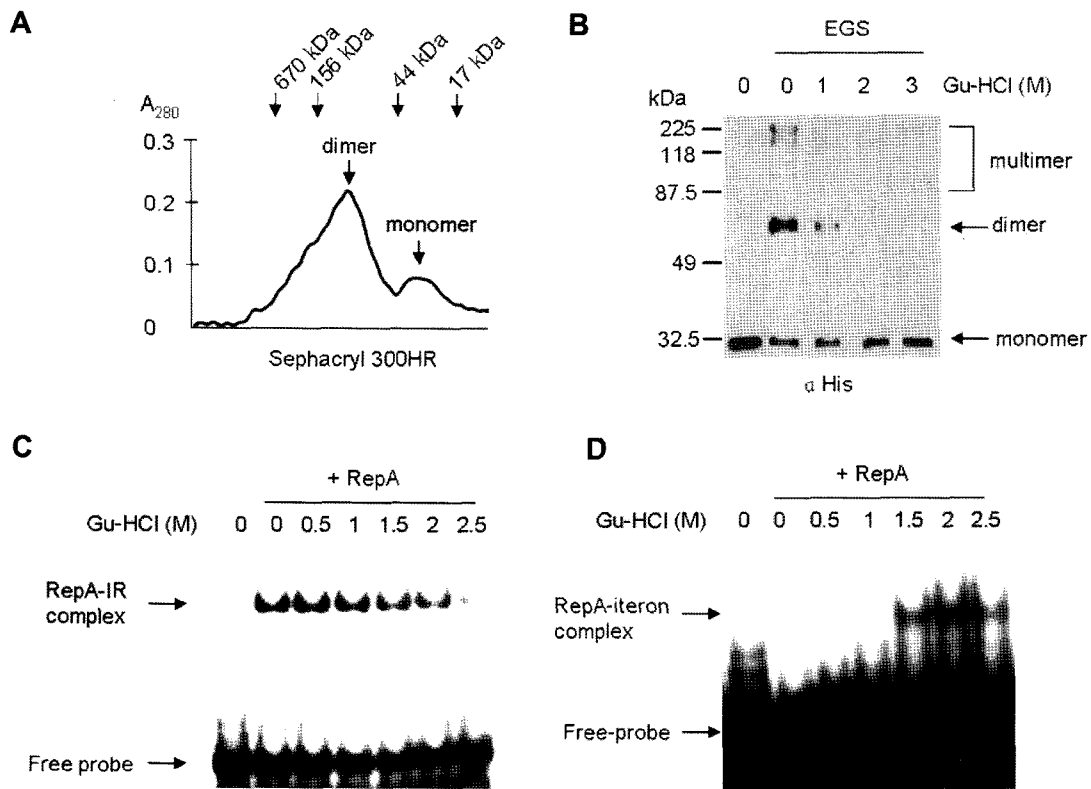 A
670 kDa
156 kDa
44 kDa
17 kDa
A280
0.3
0.2
0.1
0
dimer
monomer
Sephacryl 300HR
B
EGS
0 0 1 2 3 Gu-HCl (M)
kDa
225
118
87.5
49
32.5
multimer
dimer
monomer
α His
C
+ RepA
Gu-HCl (M) 0 0 0.5 1 1.5 2 2.5
RepA-IR
complex
Free probe
D
+ RepA
Gu-HCl (M) 0 0 0.5 1 1.5 2 2.5
RepA-iteron
complex
Free-probe